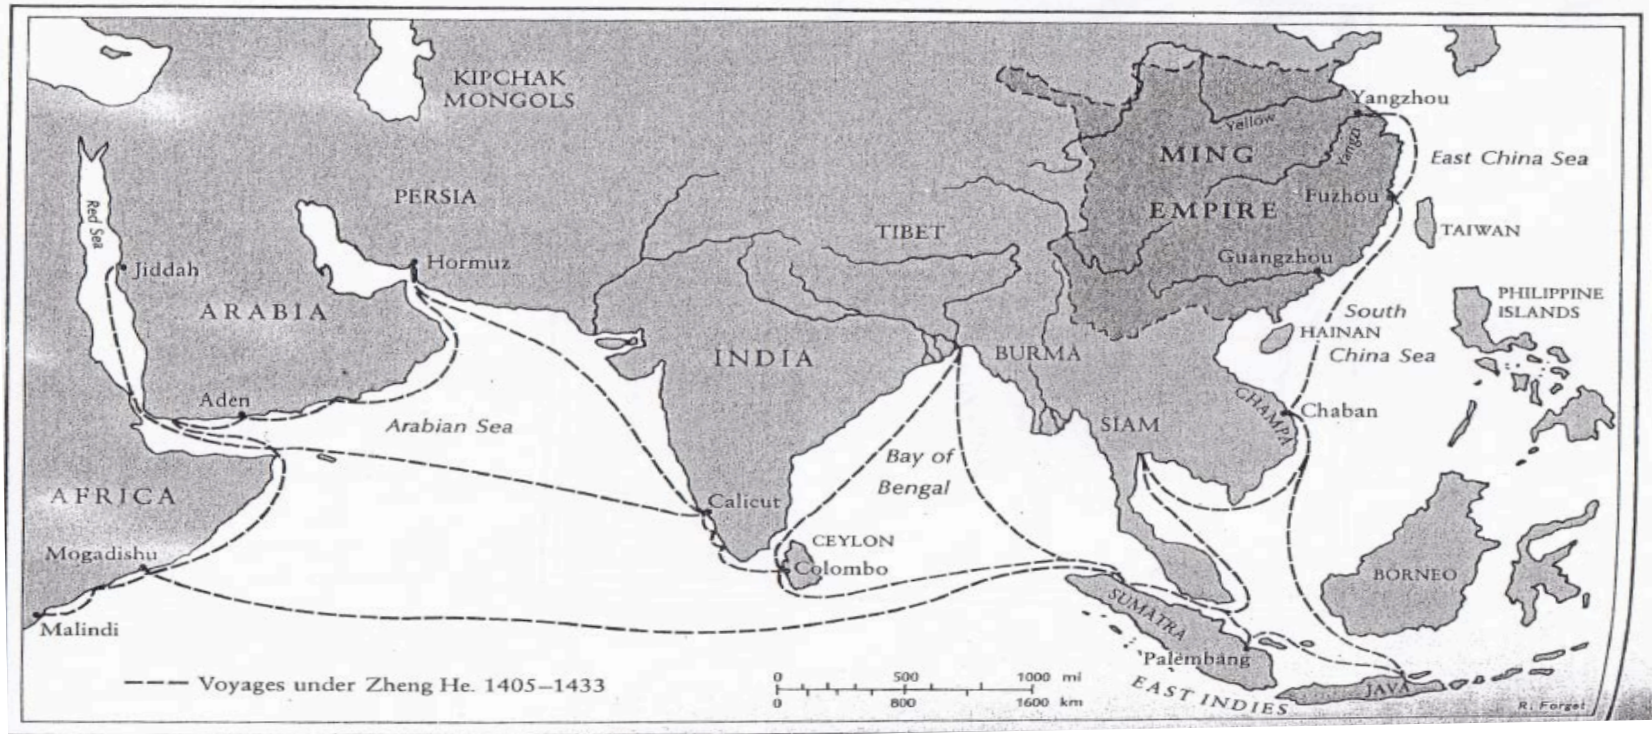 KIPCHAK
MONGOLS
Yangzhou
Yellow
Yangzi
MING
East China Sea
Red Sea
PERSIA
EMPIRE
Fuzhou
TIBET
TAIWAN
Jiddah
Hormuz
Guangzhou
ARABIA
South
China Sea
PHILIPPINE
ISLANDS
HAINAN
INDIA
BURMA
Aden
Arabian Sea
CHAMPA
Chaban
SIAM
Bay of
Bengal
AFRICA
Calicut
Mogadishu
CEYLON
Colombo
BORNEO
Malindi
SUMATRA
Palembang
Voyages under Zheng He. 1405–1433
0 500 1000 mi
0 800 1600 km
EAST INDIES
JAVA
R. Forget